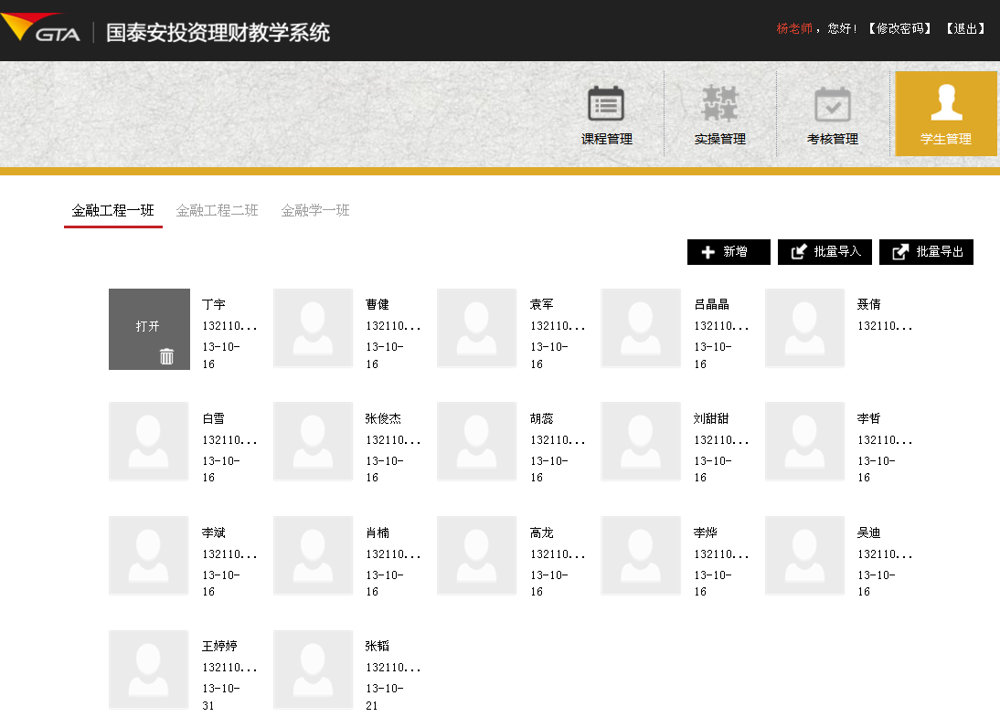 GTA 国泰安投资理财教学系统
杨老师，您好！【修改密码】【退出】
课程管理 实操管理 考核管理 学生管理
金融工程一班 金融工程二班 金融学一班
新增 批量导入 批量导出
打开
丁宇
132110...
13-10-
16
曹健
132110...
13-10-
16
袁军
132110...
13-10-
16
吕晶晶
132110...
13-10-
16
聂倩
132110...
白雪
132110...
13-10-
16
张俊杰
132110...
13-10-
16
胡蕊
132110...
13-10-
16
刘甜甜
132110...
13-10-
16
李哲
132110...
13-10-
16
李斌
132110...
13-10-
16
肖楠
132110...
13-10-
16
高龙
132110...
13-10-
16
李烨
132110...
13-10-
16
吴迪
132110...
13-10-
16
王婷婷
132110...
13-10-
31
张韬
132110...
13-10-
21